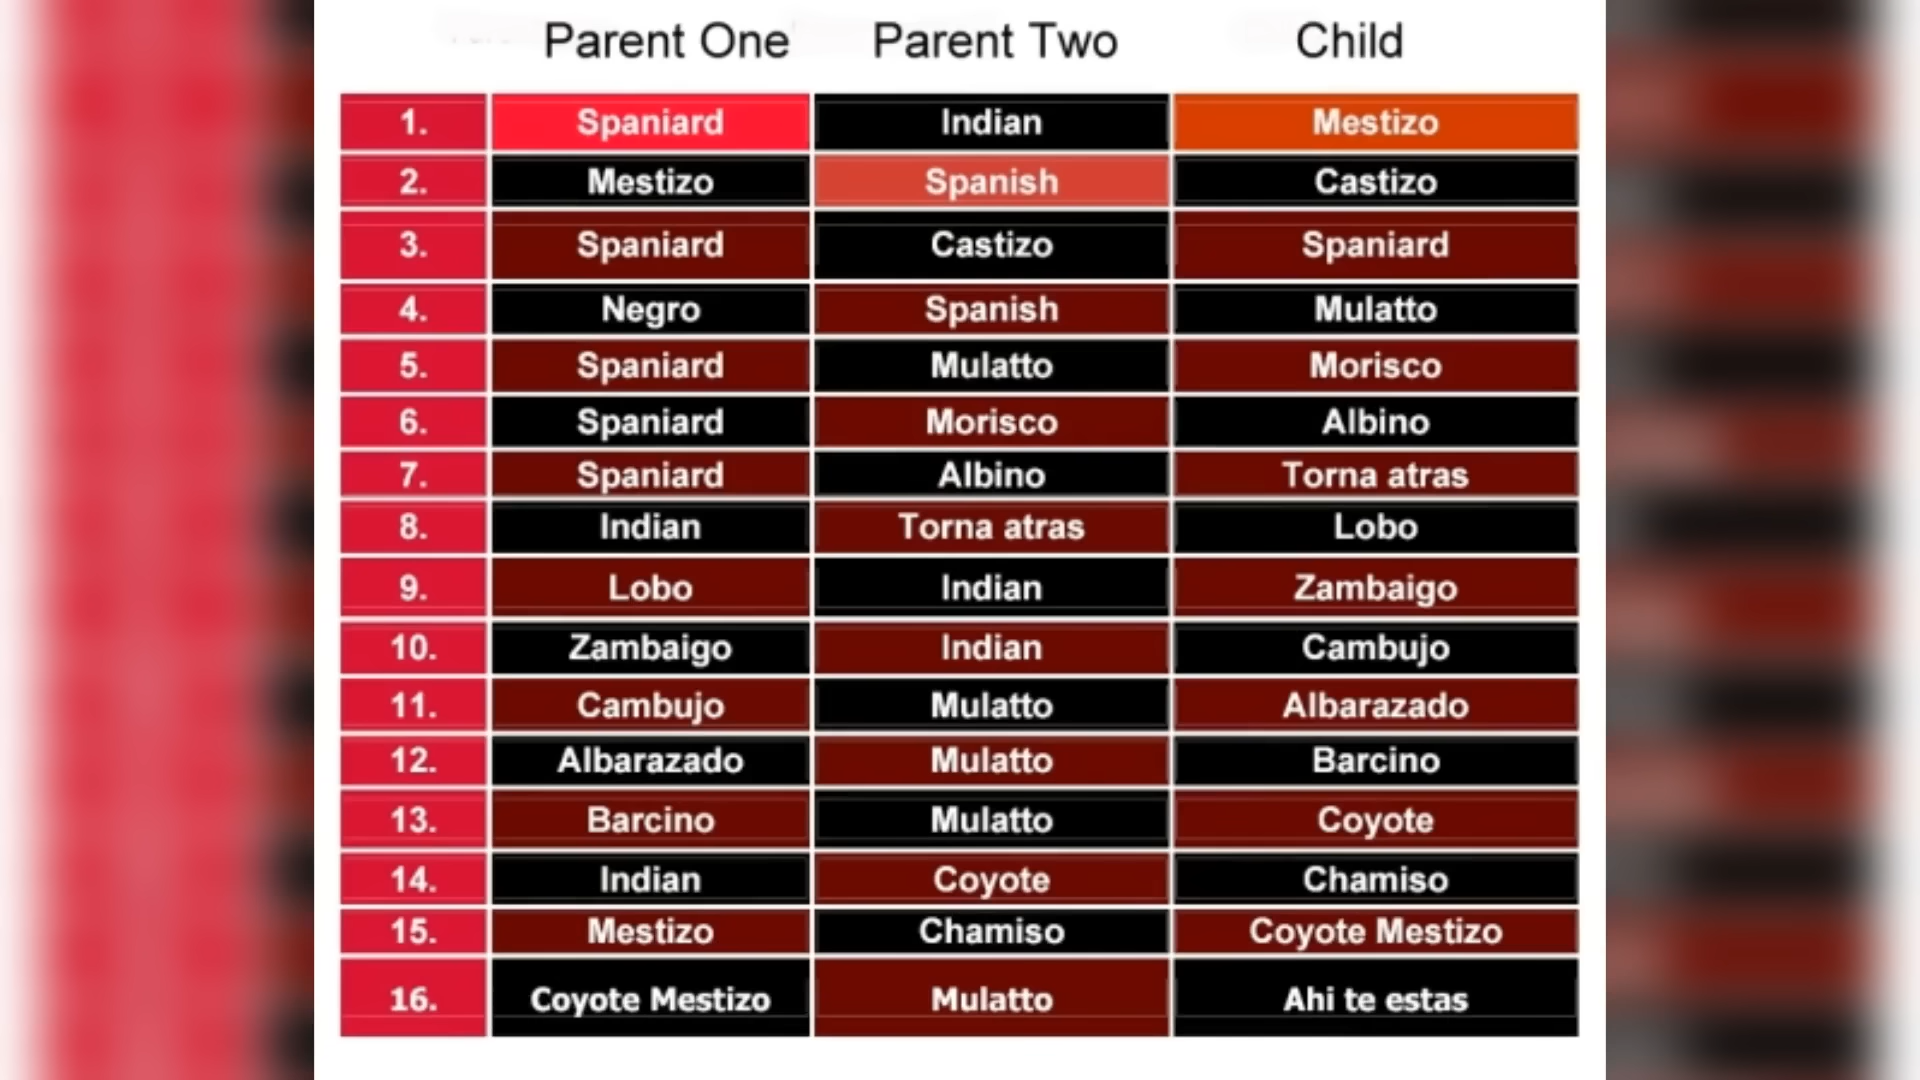 Parent One Parent Two Child
1. Spaniard Indian Mestizo
2. Mestizo Spanish Castizo
3. Spaniard Castizo Spaniard
4. Negro Spanish Mulatto
5. Spaniard Mulatto Morisco
6. Spaniard Morisco Albino
7. Spaniard Albino Torna atras
8. Indian Torna atras Lobo
9. Lobo Indian Zambaigo
10. Zambaigo Indian Cambujo
11. Cambujo Mulatto Albarazado
12. Albarazado Mulatto Barcino
13. Barcino Mulatto Coyote
14. Indian Coyote Chamiso
15. Mestizo Chamiso Coyote Mestizo
16. Coyote Mestizo Mulatto Ahi te estas